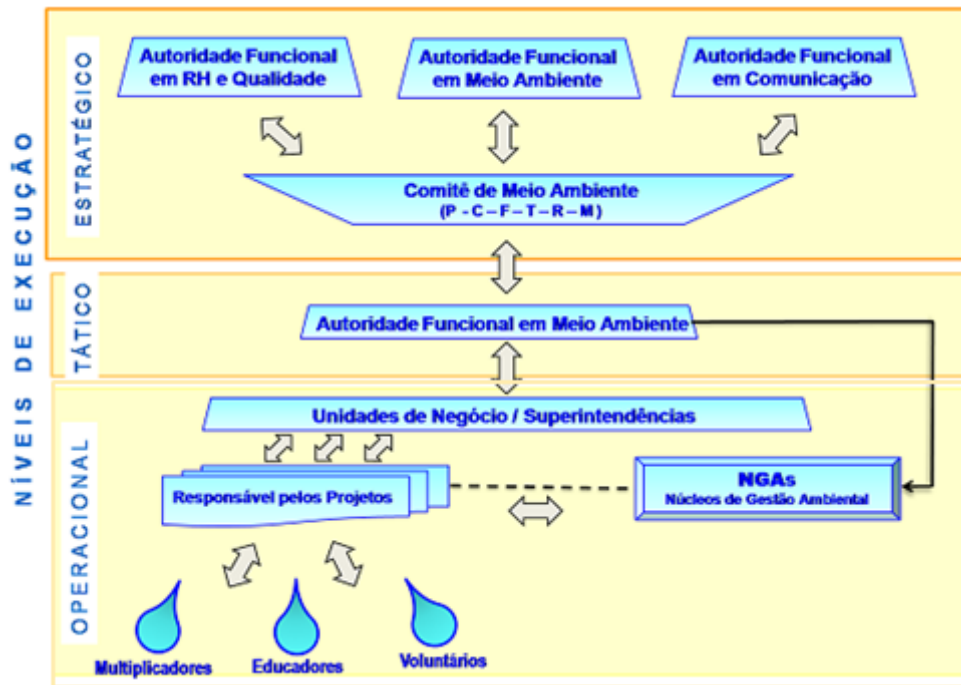 NÍVEIS DE EXECUÇÃO
ESTRATÉGICO
Autoridade Funcional
em RH e Qualidade
Autoridade Funcional
em Meio Ambiente
Autoridade Funcional
em Comunicação
Comitê de Meio Ambiente
(P - C – F – T – R – M)
TÁTICO
Autoridade Funcional em Meio Ambiente
OPERACIONAL
Unidades de Negócio / Superintendências
Responsável pelos Projetos
NGAs
Núcleos de Gestão Ambiental
Multiplicadores
Educadores
Voluntários